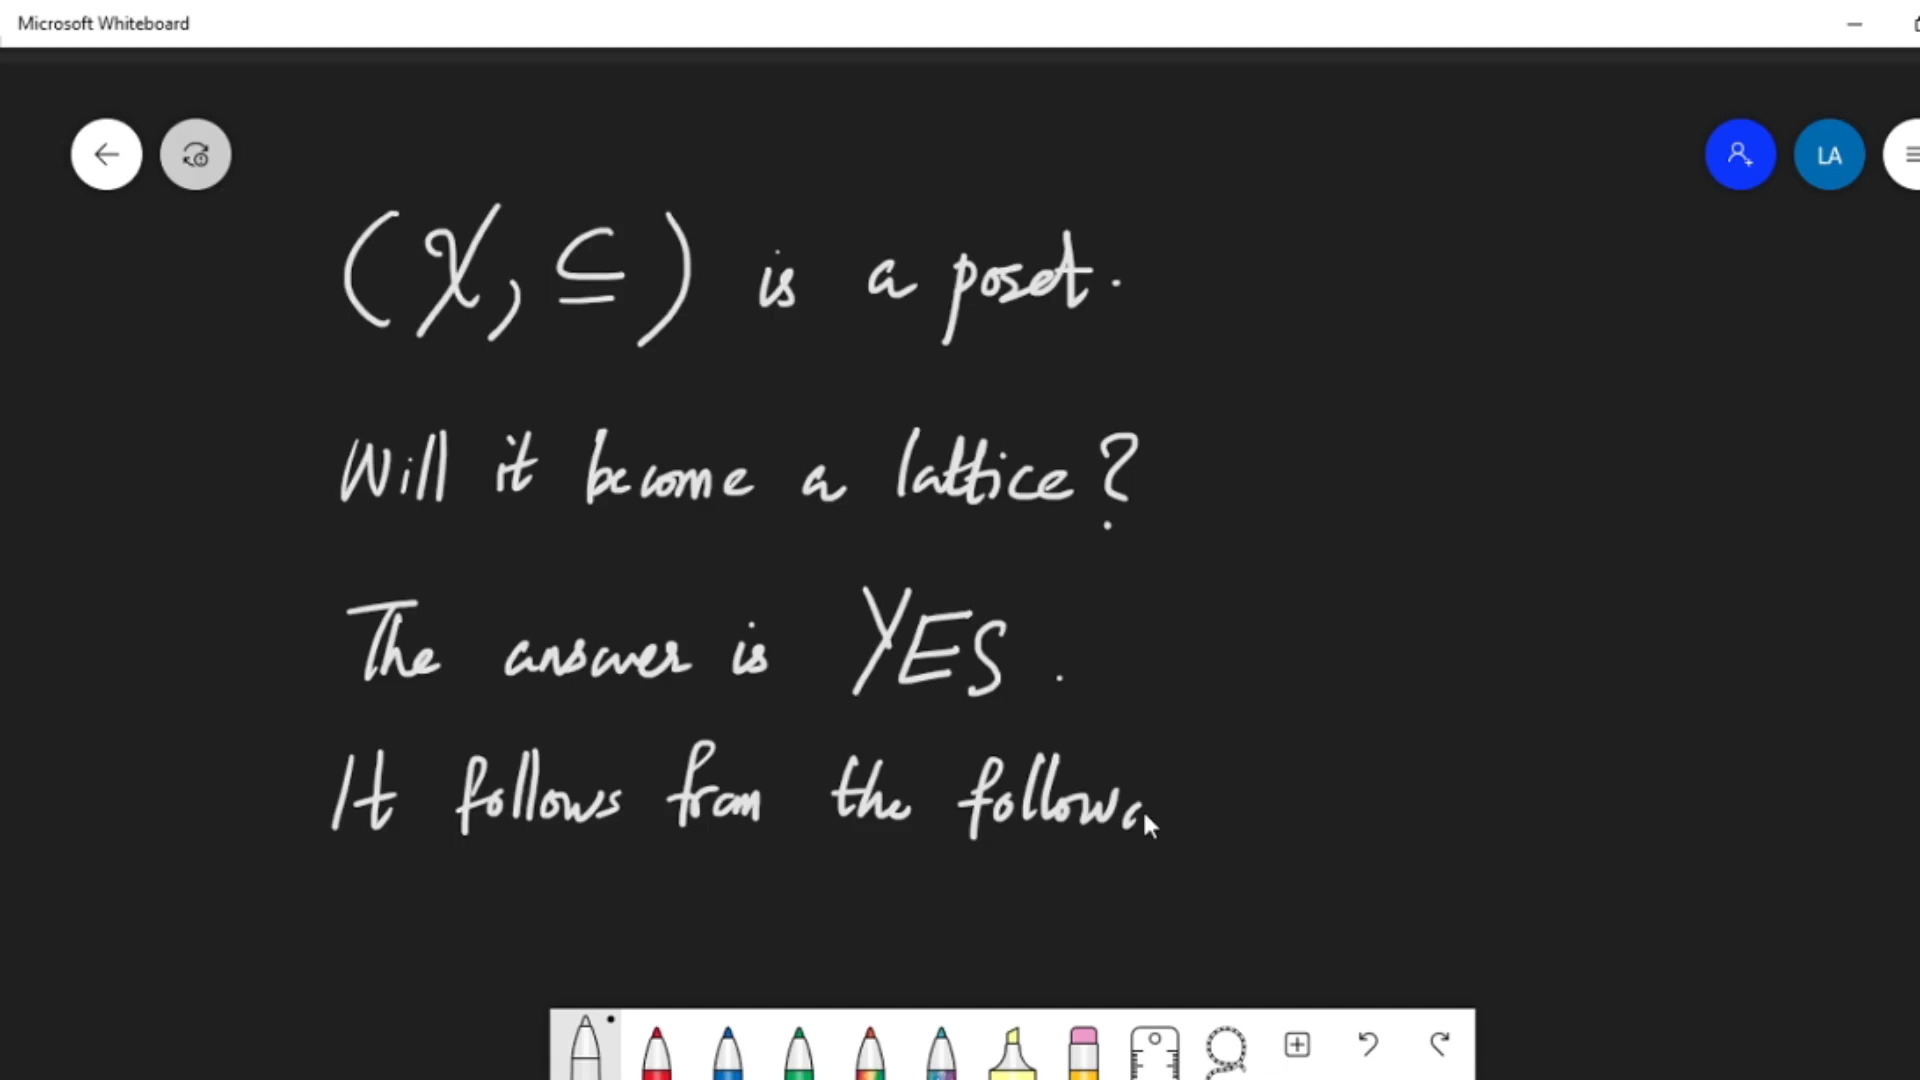 Microsoft Whiteboard
LA
(X, ⊆) is a poset.
Will it become a lattice?
The answer is YES.
It follows from the follow